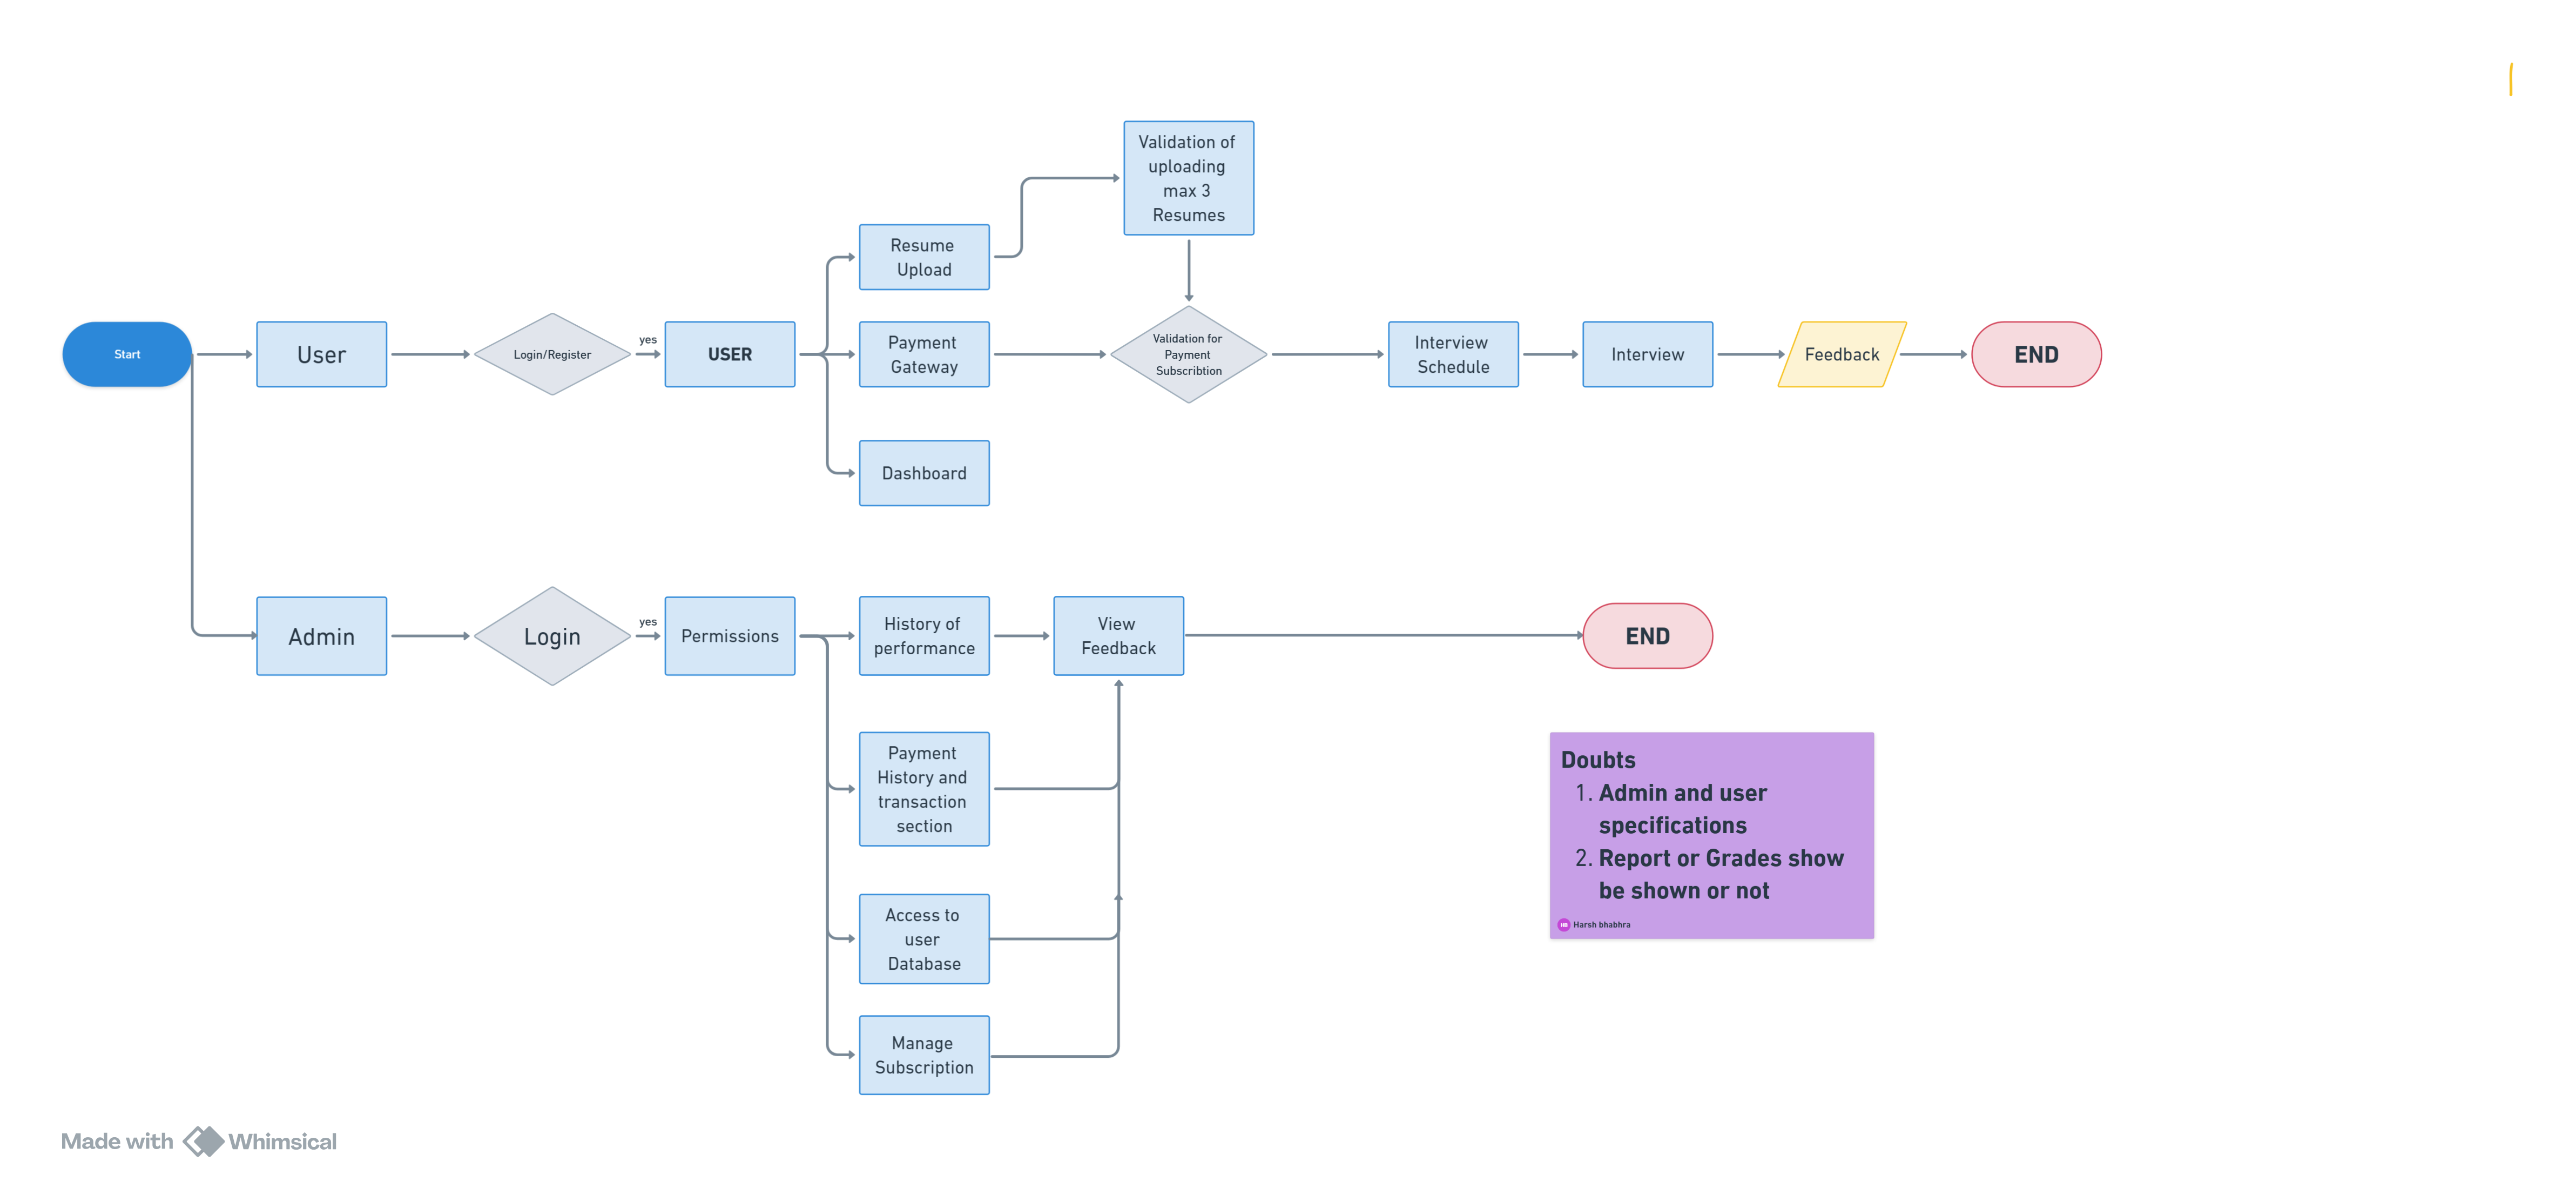 Validation of
uploading
max 3
Resumes
Resume
Upload
Start
User
Login/Register
yes
USER
Payment
Gateway
Validation for
Payment
Subscribtion
Interview
Schedule
Interview
Feedback
END
Dashboard
Admin
Login
yes
Permissions
History of
performance
View
Feedback
END
Payment
History and
transaction
section
Doubts
1. Admin and user
specifications
2. Report or Grades show
be shown or not
HB Harsh bhabhra
Access to
user
Database
Manage
Subscription
Made with Whimsical